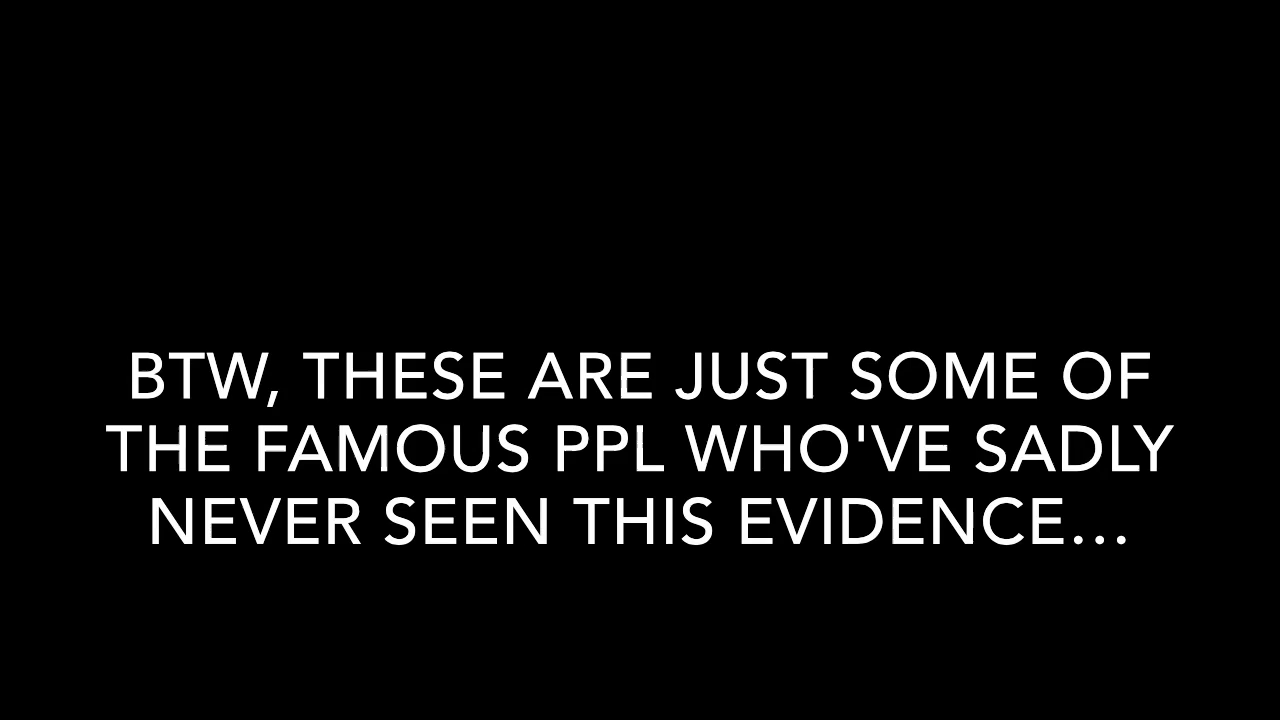 BTW, THESE ARE JUST SOME OF
THE FAMOUS PPL WHO'VE SADLY
NEVER SEEN THIS EVIDENCE...